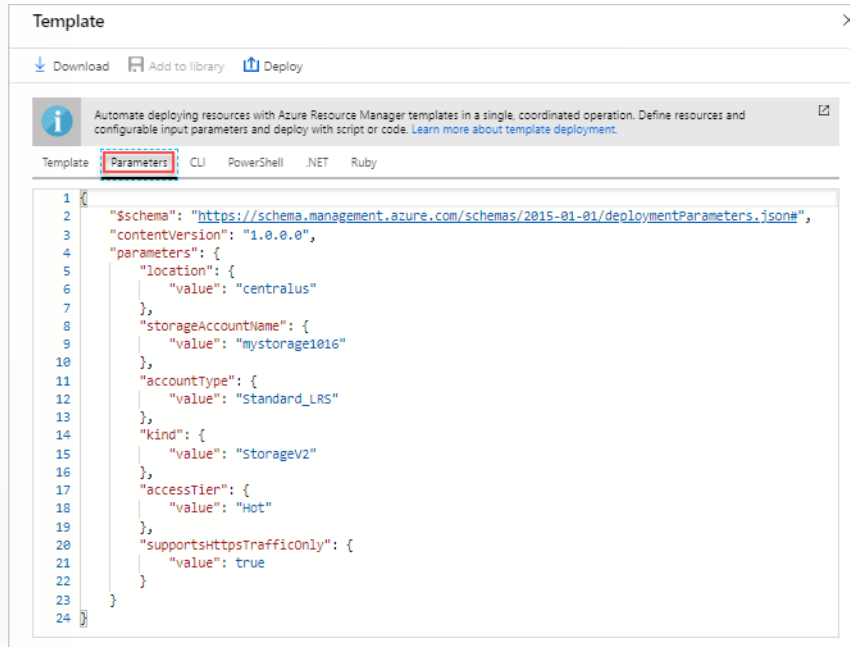 Template
Download Add to library Deploy
Automate deploying resources with Azure Resource Manager templates in a single, coordinated operation. Define resources and
configurable input parameters and deploy with script or code. Learn more about template deployment.
Template Parameters CLI PowerShell .NET Ruby
1 {
2 "$schema": "https://schema.management.azure.com/schemas/2015-01-01/deploymentParameters.json#",
3 "contentVersion": "1.0.0.0",
4 "parameters": {
5 "location": {
6 "value": "centralus"
7 },
8 "storageAccountName": {
9 "value": "mystorage1016"
10 },
11 "accountType": {
12 "value": "Standard_LRS"
13 },
14 "kind": {
15 "value": "StorageV2"
16 },
17 "accessTier": {
18 "value": "Hot"
19 },
20 "supportsHttpsTrafficOnly": {
21 "value": true
22 }
23 }
24 }